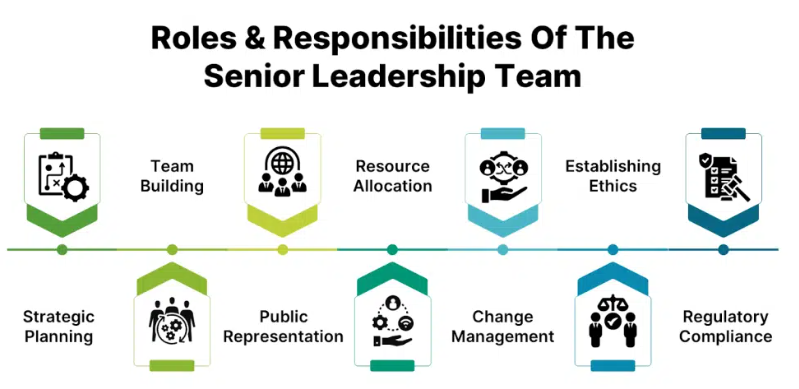 Roles & Responsibilities Of The
Senior Leadership Team
Team
Building
Resource
Allocation
Establishing
Ethics
Strategic
Planning
Public
Representation
Change
Management
Regulatory
Compliance